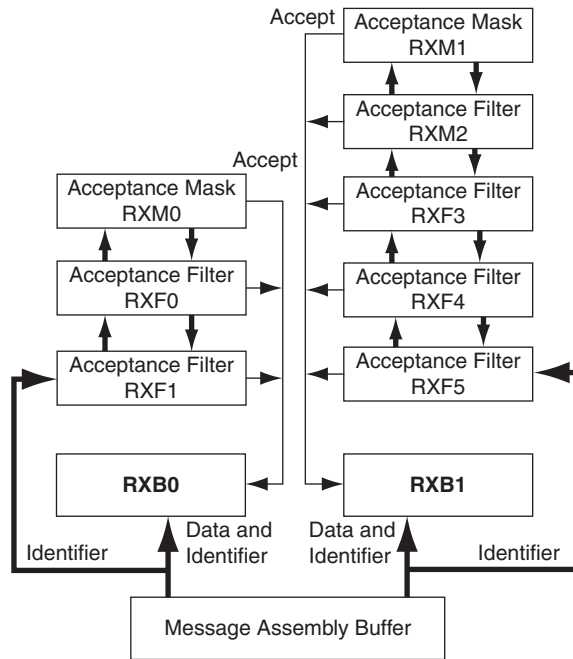 Accept
Acceptance Mask
RXM1
Acceptance Filter
RXM2
Accept
Acceptance Mask
RXM0
Acceptance Filter
RXF3
Acceptance Filter
RXF0
Acceptance Filter
RXF4
Acceptance Filter
RXF1
Acceptance Filter
RXF5
RXB0
RXB1
Identifier
Data and
Identifier
Data and
Identifier
Identifier
Message Assembly Buffer